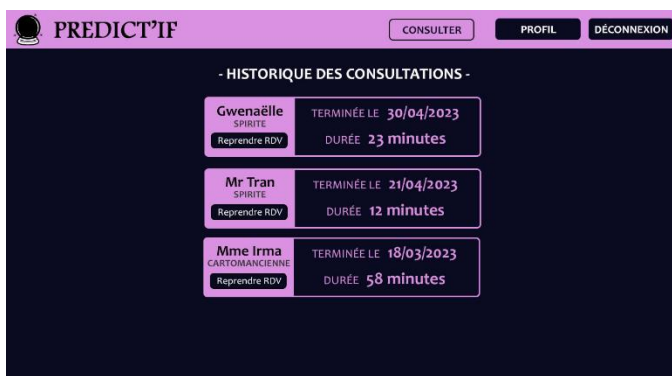 PREDICT'IF
CONSULTER
PROFIL
DÉCONNEXION
- HISTORIQUE DES CONSULTATIONS -
Gwenaëlle
SPIRITE
Reprendre RDV
TERMINÉE LE 30/04/2023
DURÉE 23 minutes
Mr Tran
SPIRITE
Reprendre RDV
TERMINÉE LE 21/04/2023
DURÉE 12 minutes
Mme Irma
CARTOMANCIENNE
Reprendre RDV
TERMINÉE LE 18/03/2023
DURÉE 58 minutes